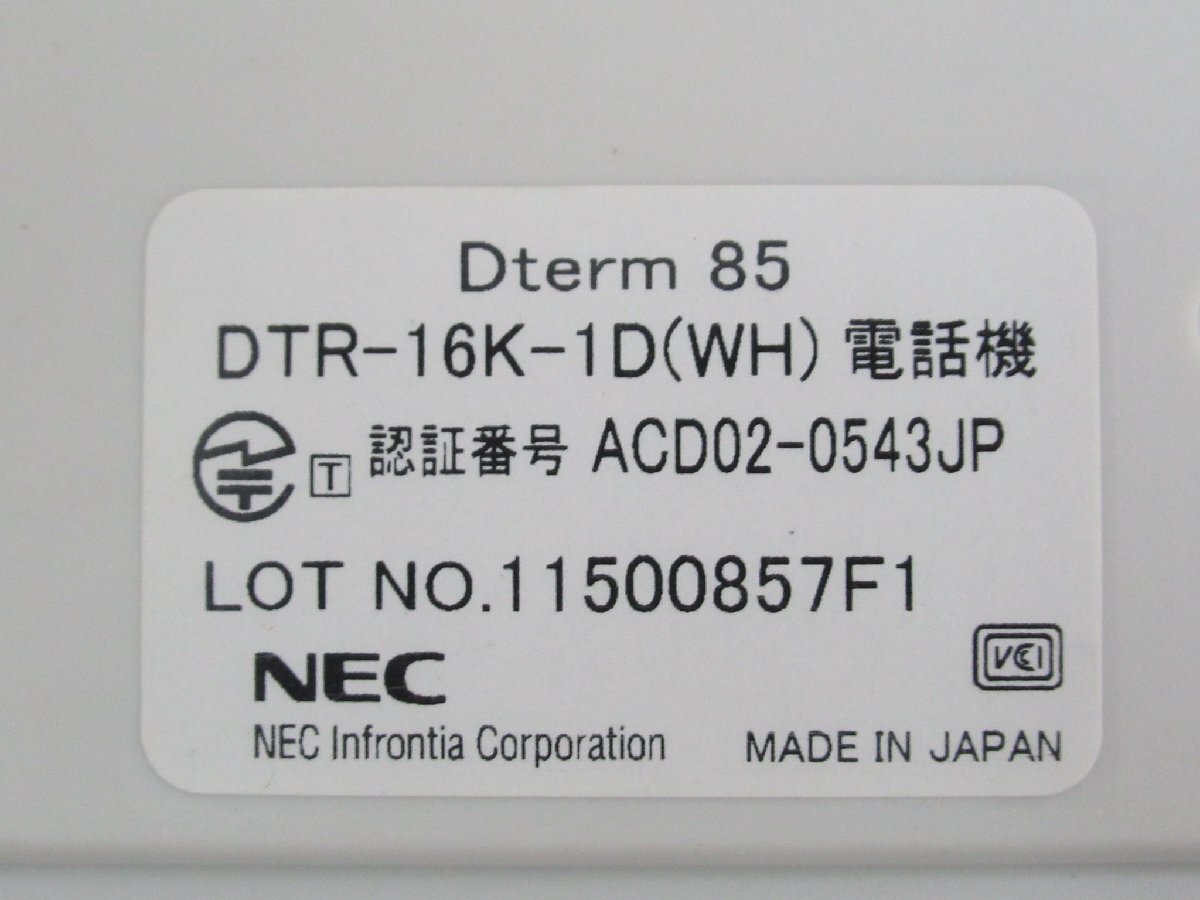 Dterm 85
DTR-16K-1D(WH) 電話機
T 認証番号 ACD02-0543JP
LOT NO.11500857F1
NEC
VCI
NEC Infrontia Corporation MADE IN JAPAN